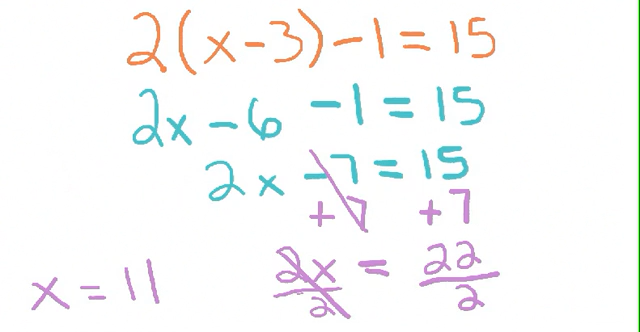 2(x-3)-1=15
2x-6 -1=15
2x -7=15
+7 +7
2x/2 = 22/2
x=11